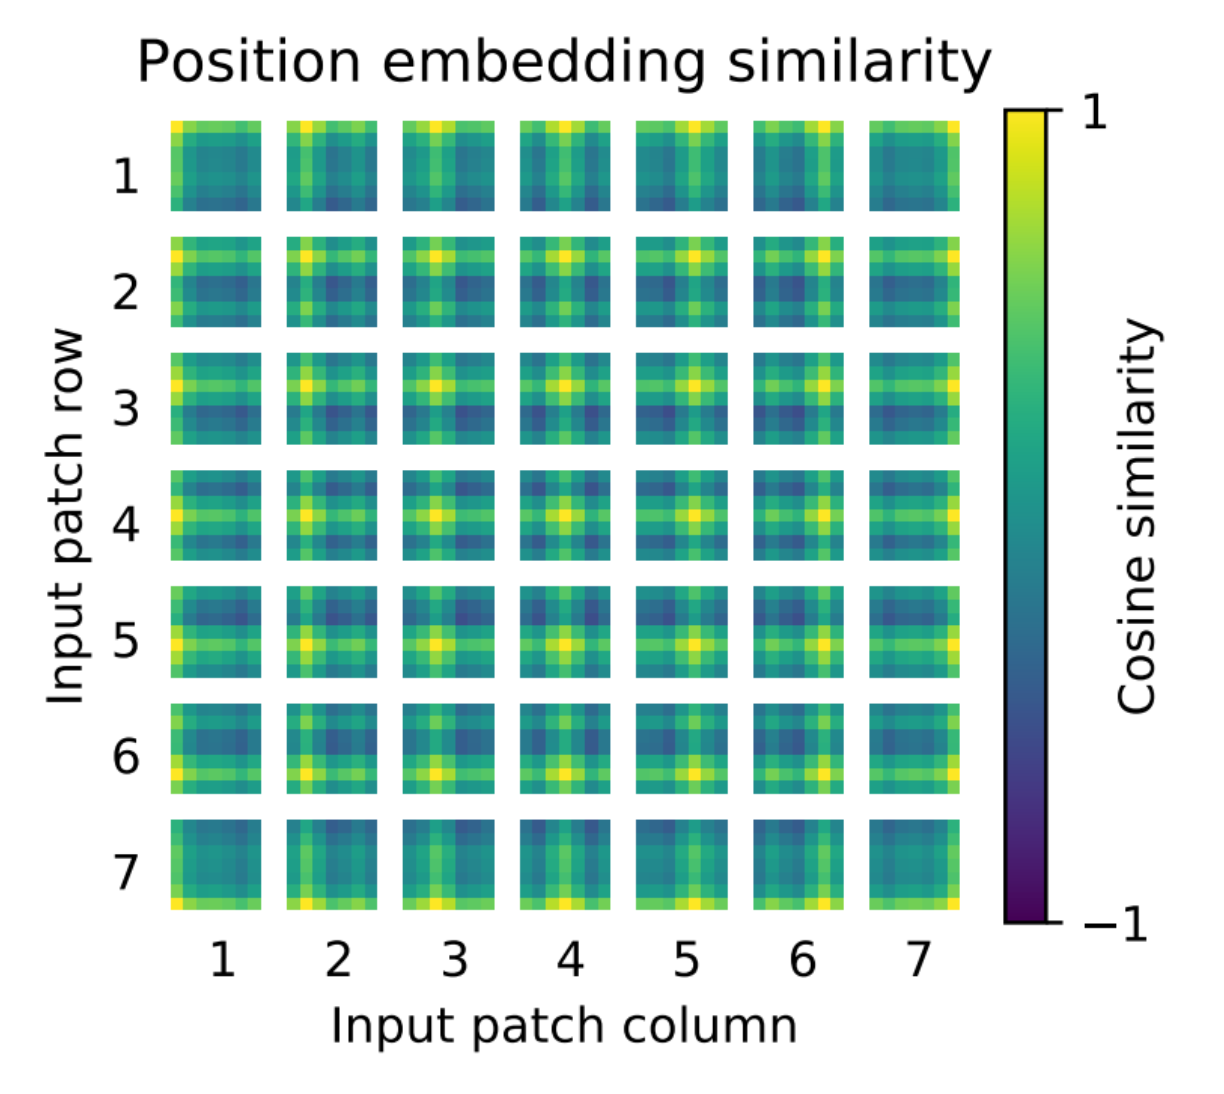 Position embedding similarity
1
2
3
4
5
6
7
Input patch row
1 2 3 4 5 6 7
Input patch column
1
−1
Cosine similarity